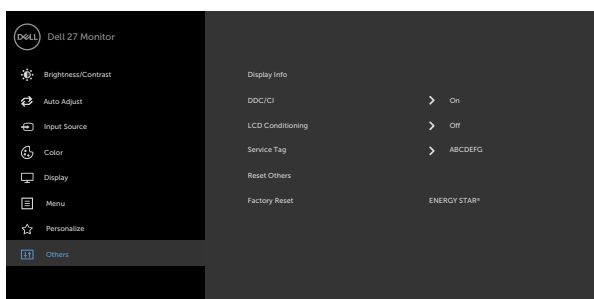 DELL
Dell 27 Monitor
Brightness/Contrast
Auto Adjust
Input Source
Color
Display
Menu
Personalize
Others
Display Info
DDC/CI On
LCD Conditioning Off
Service Tag ABCDEFG
Reset Others
Factory Reset ENERGY STAR®